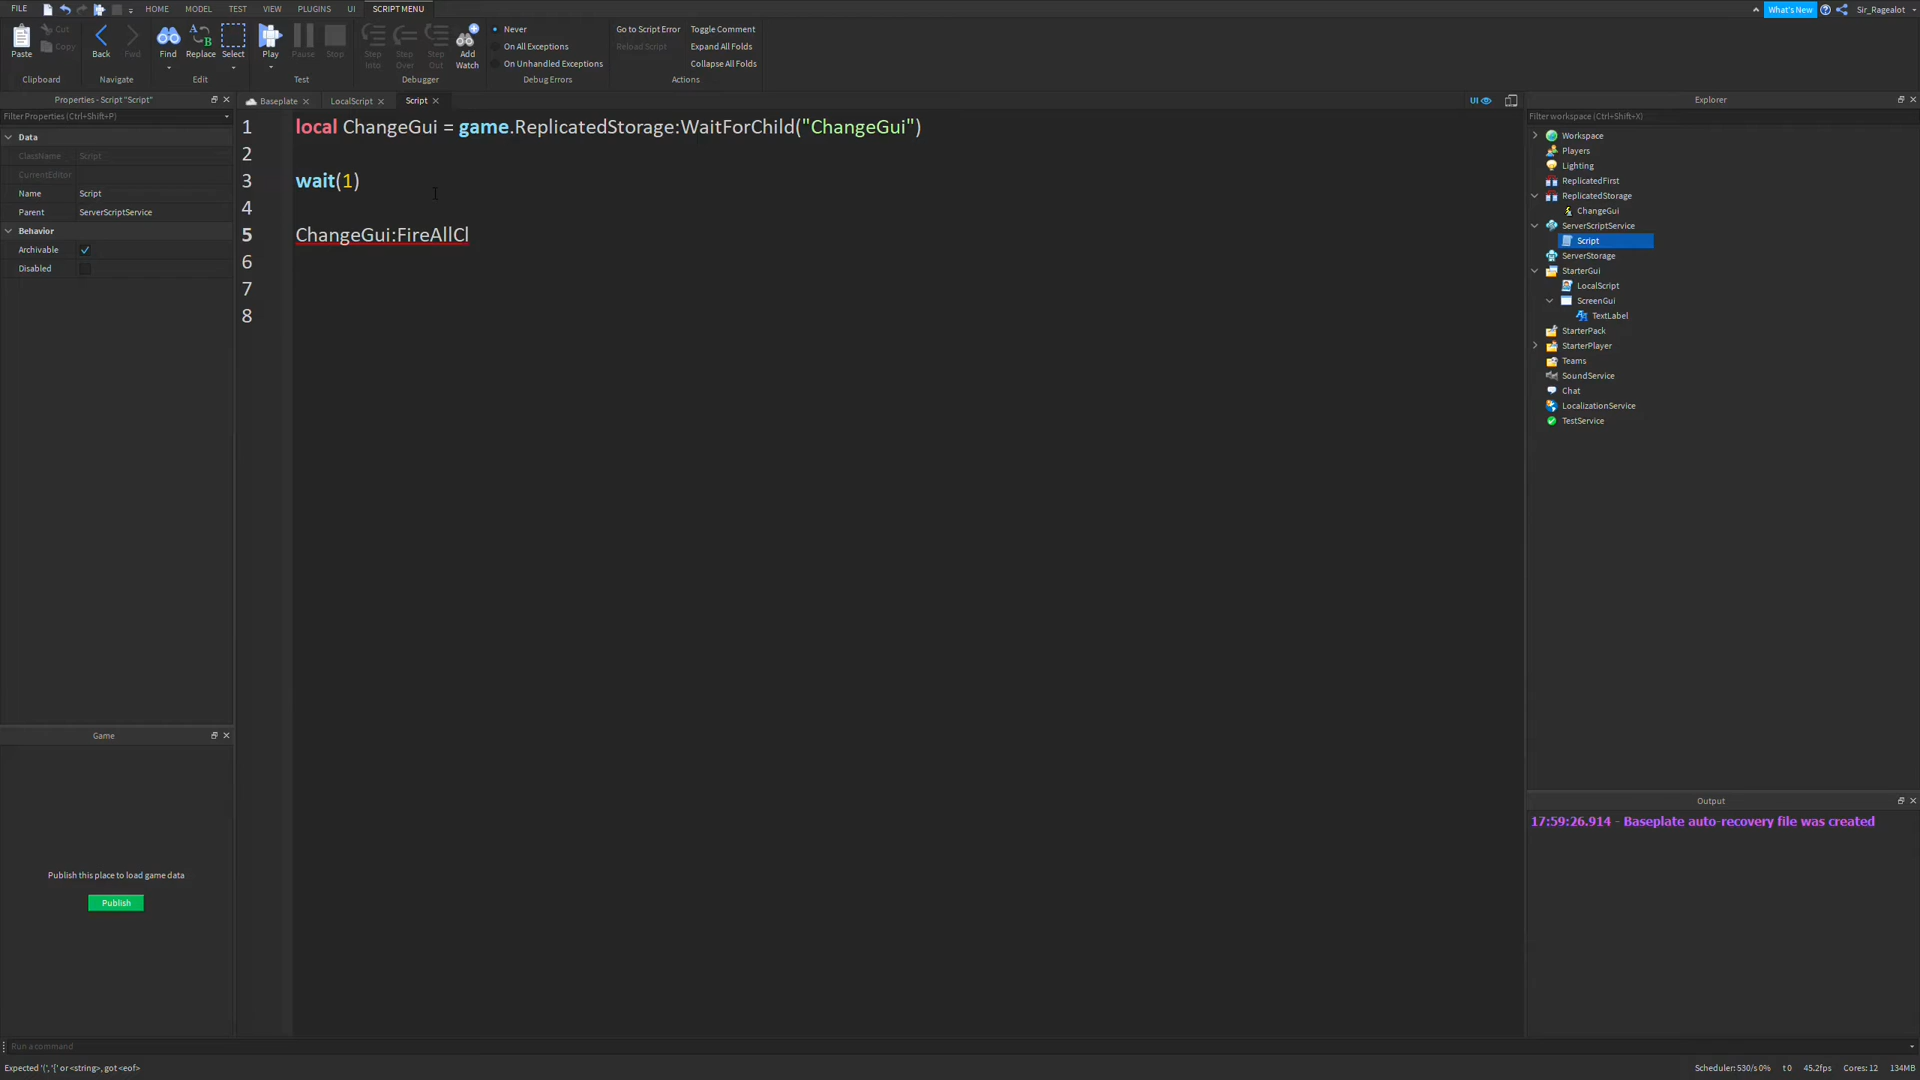 FILE HOME MODEL TEST VIEW PLUGINS UI SCRIPT MENU What's New Sir_Ragealot
Paste Cut Copy Back Fwd Find Replace Select Play Pause Stop Step Into Step Over Step Out Add Watch
Never
On All Exceptions
On Unhandled Exceptions
Go to Script Error Toggle Comment
Reload Script Expand All Folds
Collapse All Folds
Clipboard Navigate Edit Test Debugger Debug Errors Actions
Properties - Script "Script"
Filter Properties (Ctrl+Shift+P)
Data
ClassName Script
CurrentEditor
Name Script
Parent ServerScriptService
Behavior
Archivable
Disabled
Game
Publish this place to load game data
Publish
Baseplate LocalScript Script UI
1 local ChangeGui = game.ReplicatedStorage:WaitForChild("ChangeGui")
2
3 wait(1)
4
5 ChangeGui:FireAllCl
6
7
8
Explorer
Filter workspace (Ctrl+Shift+X)
Workspace
Players
Lighting
ReplicatedFirst
ReplicatedStorage
ChangeGui
ServerScriptService
Script
ServerStorage
StarterGui
LocalScript
ScreenGui
TextLabel
StarterPack
StarterPlayer
Teams
SoundService
Chat
LocalizationService
TestService
Output
17:59:26.914 - Baseplate auto-recovery file was created
Run a command
Expected '(', '{' or <string>, got <eof>
Scheduler: 530/s 0% t 0 45.2fps Cores: 12 134MB